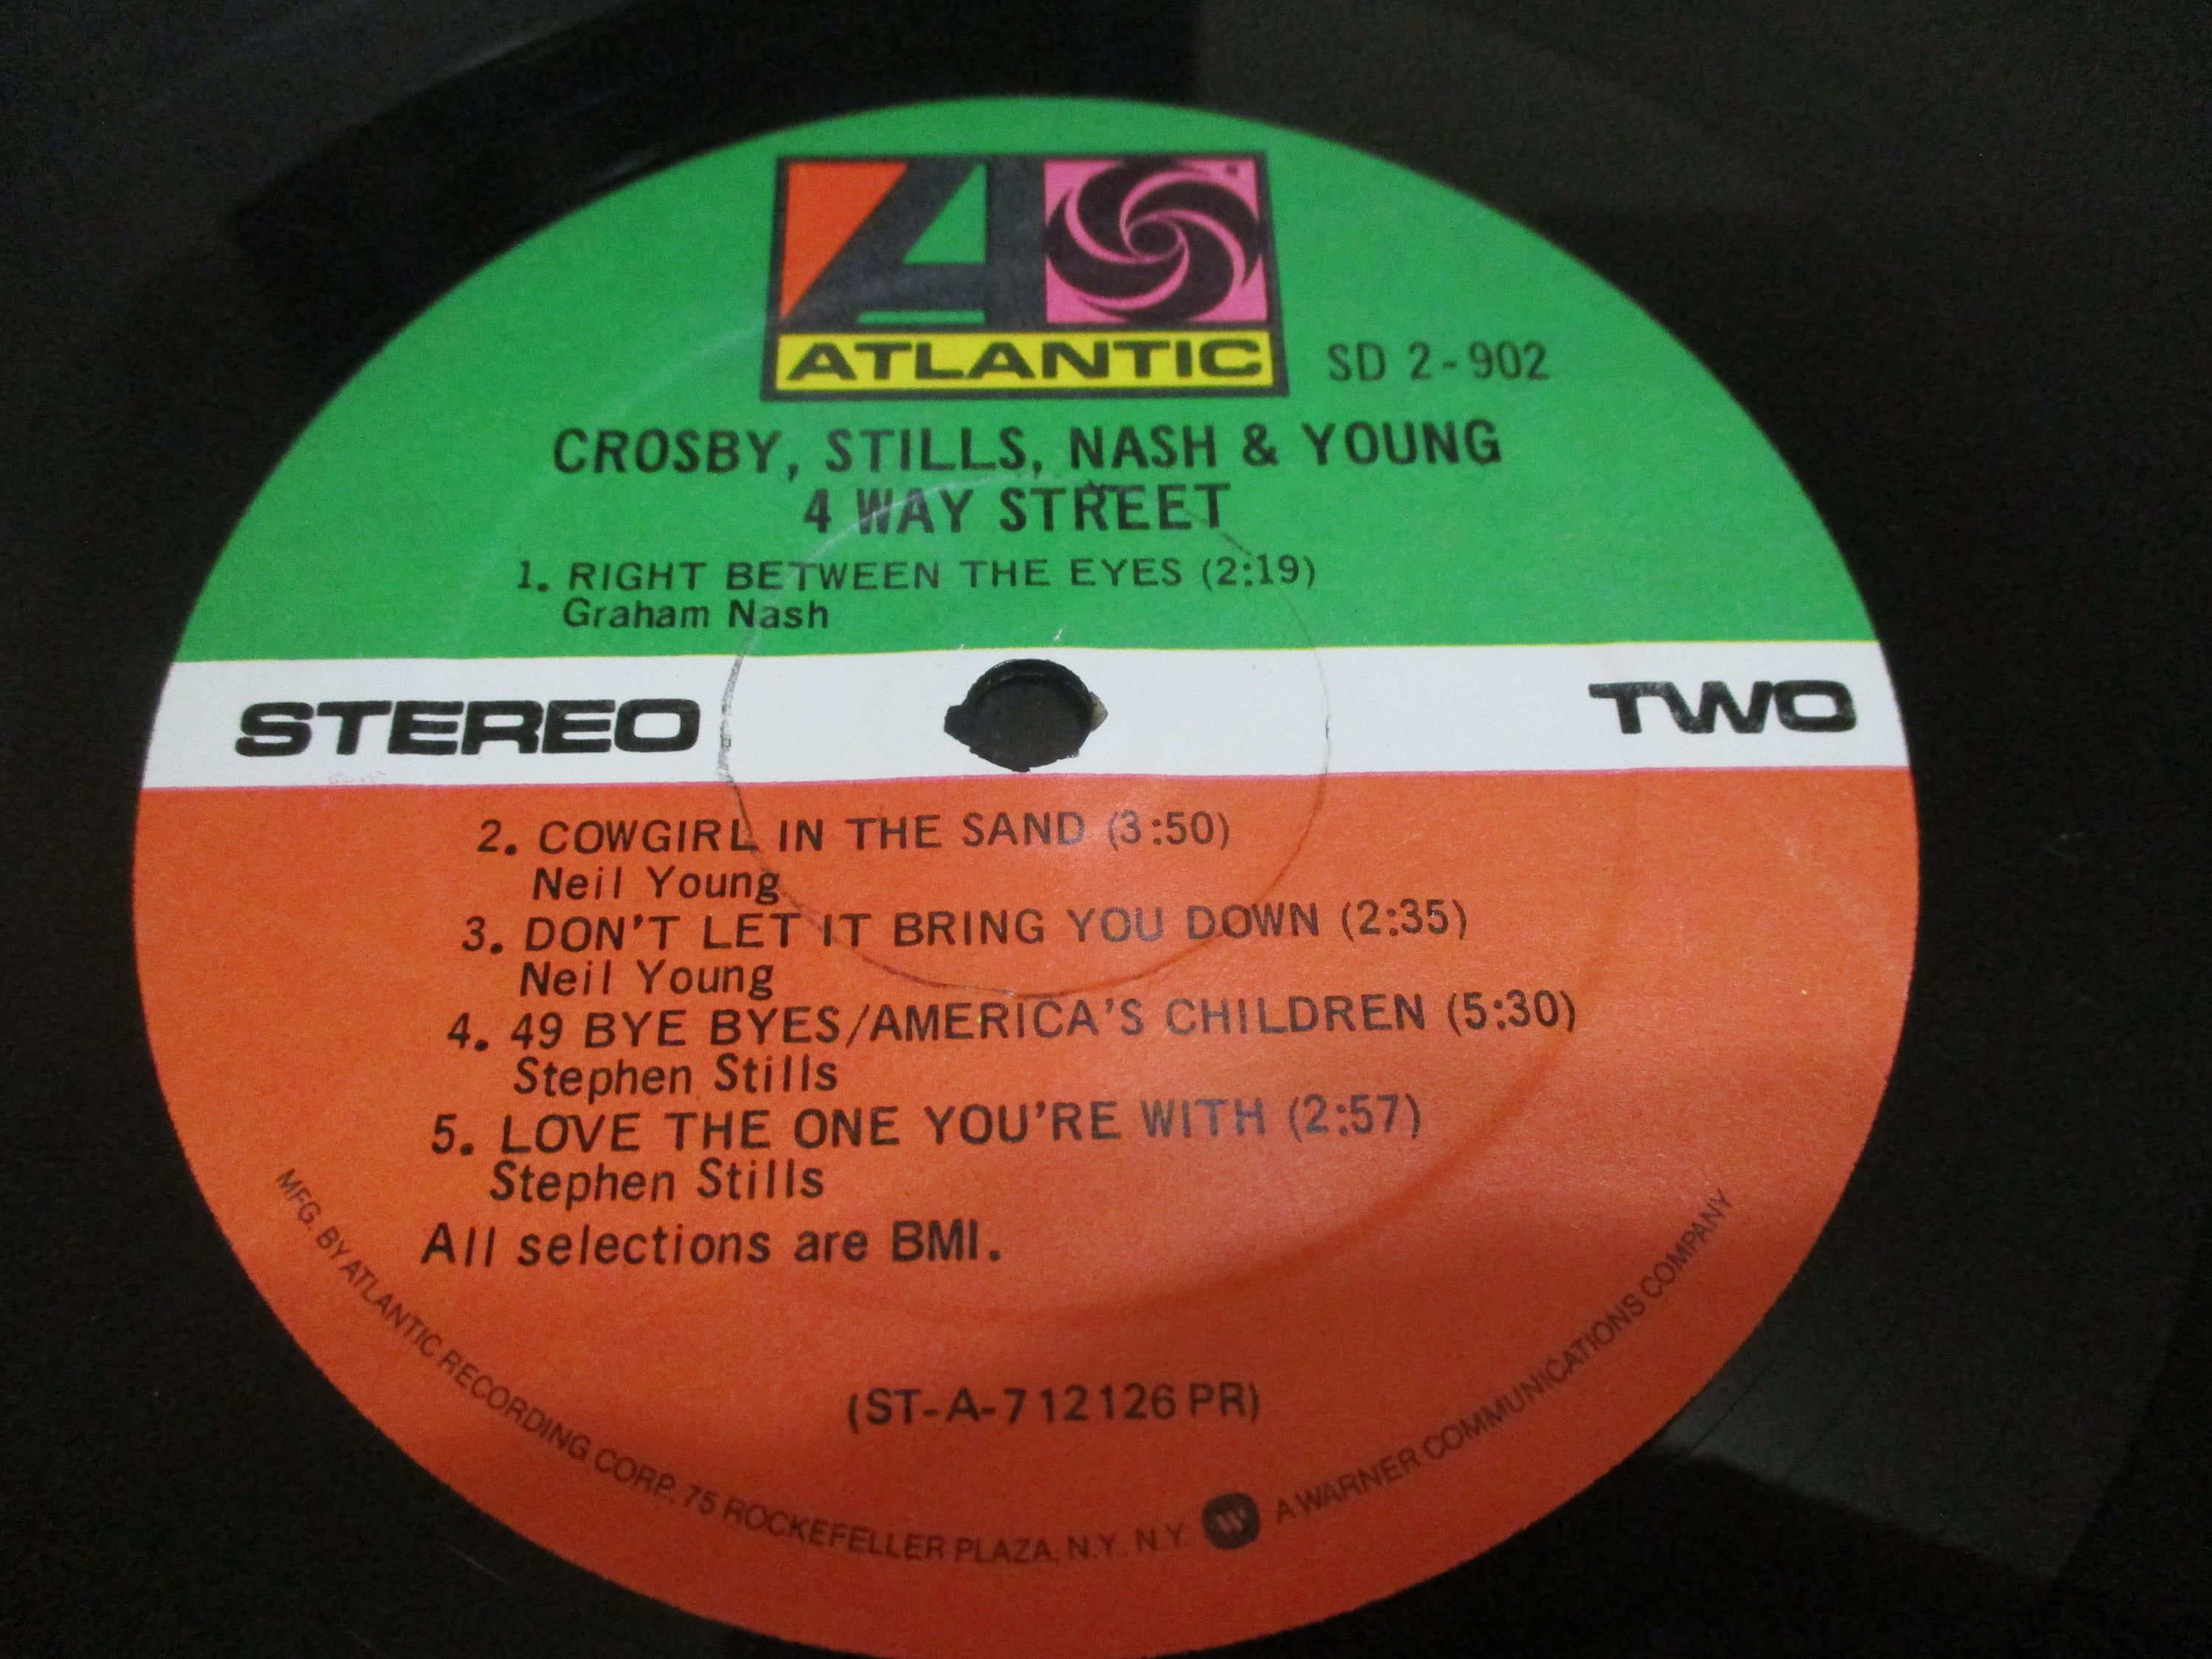 ATLANTIC
SD 2-902
CROSBY, STILLS, NASH & YOUNG
4 WAY STREET
1. RIGHT BETWEEN THE EYES (2:19)
Graham Nash
STEREO
TWO
2. COWGIRL IN THE SAND (3:50)
Neil Young
3. DON'T LET IT BRING YOU DOWN (2:35)
Neil Young
4. 49 BYE BYES/AMERICA'S CHILDREN (5:30)
Stephen Stills
5. LOVE THE ONE YOU'RE WITH (2:57)
Stephen Stills
All selections are BMI.
(ST-A-712126 PR)
MFG. BY ATLANTIC RECORDING CORP. 75 ROCKEFELLER PLAZA, N.Y., N.Y. W A WARNER COMMUNICATIONS COMPANY